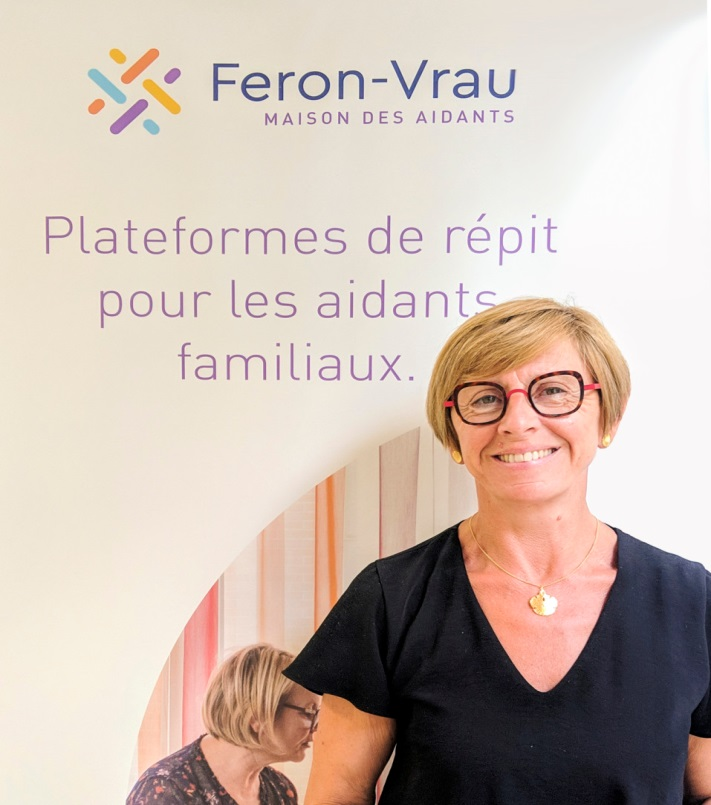 Feron-Vrau
MAISON DES AIDANTS
Plateformes de répit
pour les aidants
familiaux.